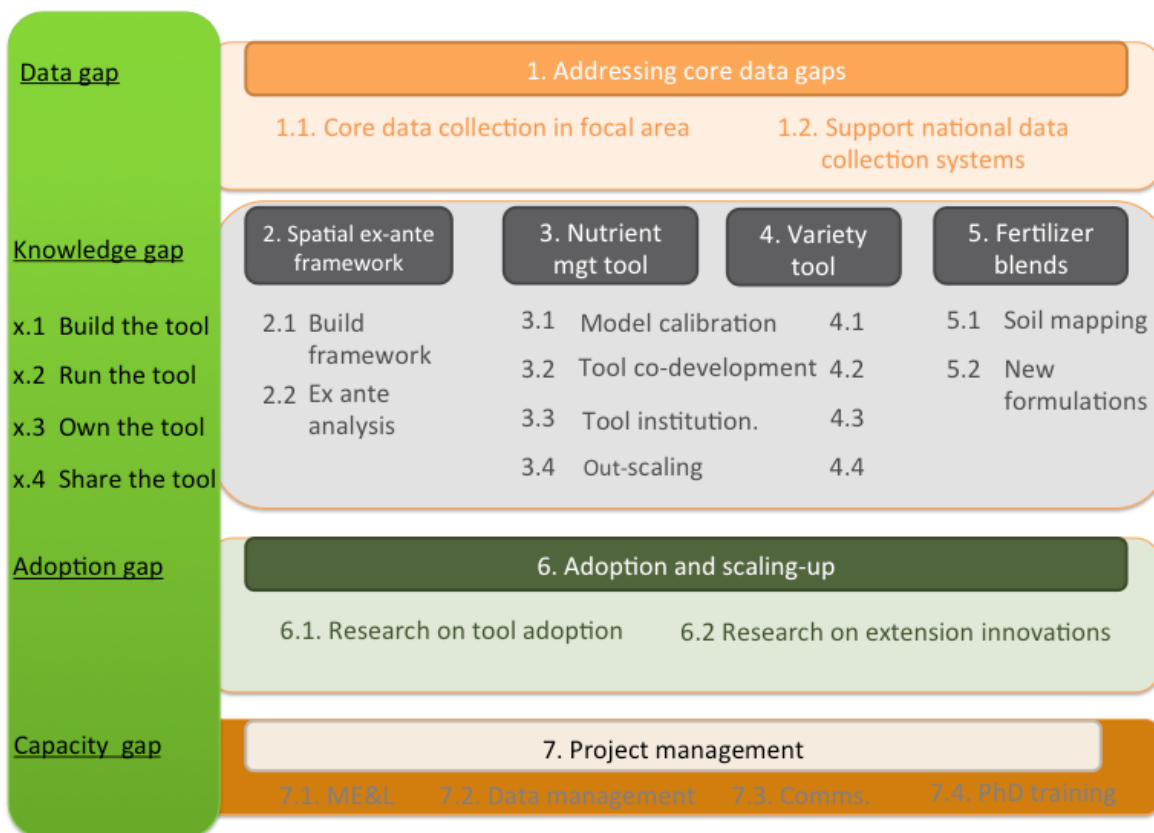 Data gap
1. Addressing core data gaps
1.1. Core data collection in focal area
1.2. Support national data
collection systems
Knowledge gap
x.1 Build the tool
x.2 Run the tool
x.3 Own the tool
x.4 Share the tool
2. Spatial ex-ante
framework
2.1 Build
framework
2.2 Ex ante
analysis
3. Nutrient
mgt tool
4. Variety
tool
3.1 Model calibration 4.1
3.2 Tool co-development 4.2
3.3 Tool institution. 4.3
3.4 Out-scaling 4.4
5. Fertilizer
blends
5.1 Soil mapping
5.2 New
formulations
Adoption gap
6. Adoption and scaling-up
6.1. Research on tool adoption
6.2 Research on extension innovations
Capacity gap
7. Project management
7.1. ME&L
7.2. Data management
7.3. Comms.
7.4. PhD training